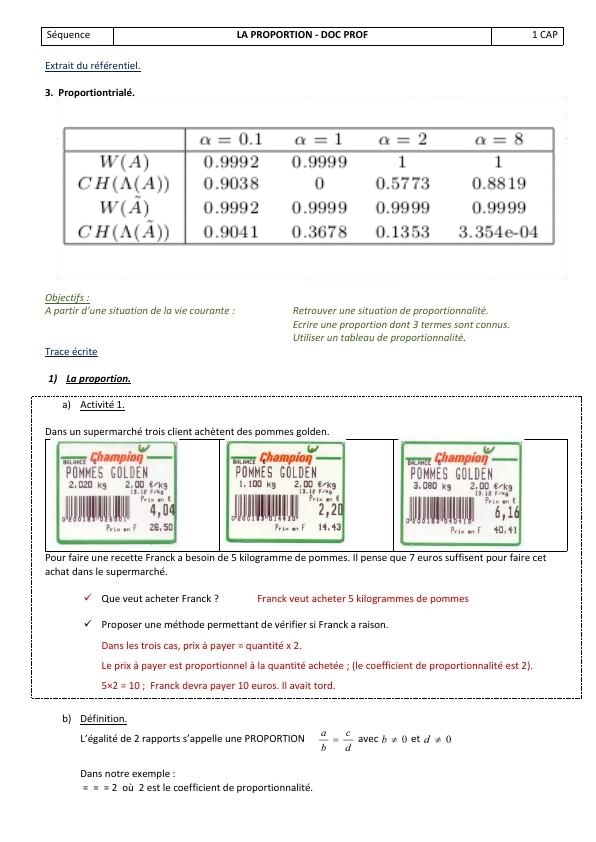 Séquence LA PROPORTION - DOC PROF 1 CAP
Extrait du référentiel.
3. Proportiontrialé.
α = 0.1 α = 1 α = 2 α = 8
W(A) 0.9992 0.9999 1 1
CH(Λ(A)) 0.9038 0 0.5773 0.8819
W(Ã) 0.9992 0.9999 0.9999 0.9999
CH(Λ(Ã)) 0.9041 0.3678 0.1353 3.354e-04
Objectifs :
A partir d’une situation de la vie courante : Retrouver une situation de proportionnalité.
Ecrire une proportion dont 3 termes sont connus.
Utiliser un tableau de proportionnalité.
Trace écrite
1) La proportion.
a) Activité 1.
Dans un supermarché trois client achètent des pommes golden.
BALANCE Champion
POMMES GOLDEN
2,020 kg 2,00 €/kg
13.12 F/kg
Prix en €
4,04
Prix en F 26,50
BALANCE Champion
POMMES GOLDEN
1,100 kg 2,00 €/kg
13.12 F/kg
Prix en €
2,20
Prix en F 14.43
BALANCE Champion
POMMES GOLDEN
3,080 kg 2,00 €/kg
13.12 F/kg
Prix en €
6,16
Prix en F 40.41
Pour faire une recette Franck a besoin de 5 kilogramme de pommes. Il pense que 7 euros suffisent pour faire cet
achat dans le supermarché.
✓ Que veut acheter Franck ? Franck veut acheter 5 kilogrammes de pommes
✓ Proposer une méthode permettant de vérifier si Franck a raison.
Dans les trois cas, prix à payer = quantité x 2.
Le prix à payer est proportionnel à la quantité achetée ; (le coefficient de proportionnalité est 2).
5×2 = 10 ; Franck devra payer 10 euros. Il avait tord.
b) Définition.
L’égalité de 2 rapports s’appelle une PROPORTION a/b = c/d avec b ≠ 0 et d ≠ 0
Dans notre exemple :
= = = 2 où 2 est le coefficient de proportionnalité.